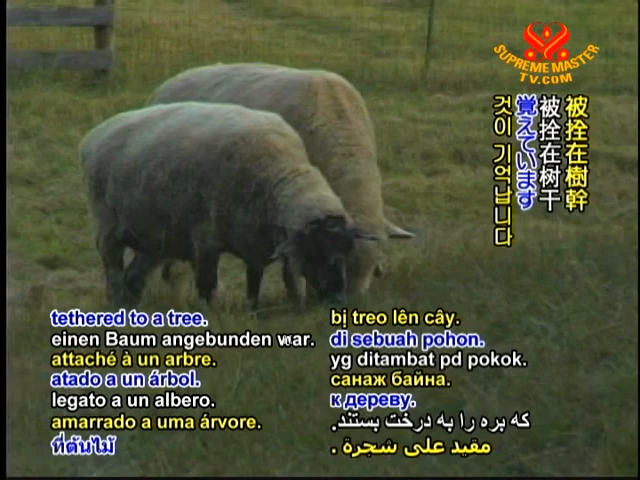 SUPREME MASTER
TV.COM
被拴在樹幹
被拴在树干
覚えています
것이 기억납니다
tethered to a tree.
einen Baum angebunden war.
attaché à un arbre.
atado a un árbol.
legato a un albero.
amarrado a uma árvore.
ที่ต้นไม้
bị treo lên cây.
di sebuah pohon.
yg ditambat pd pokok.
санаж байна.
к дереву.
که بره را به درخت بستند.
مقيد على شجرة .